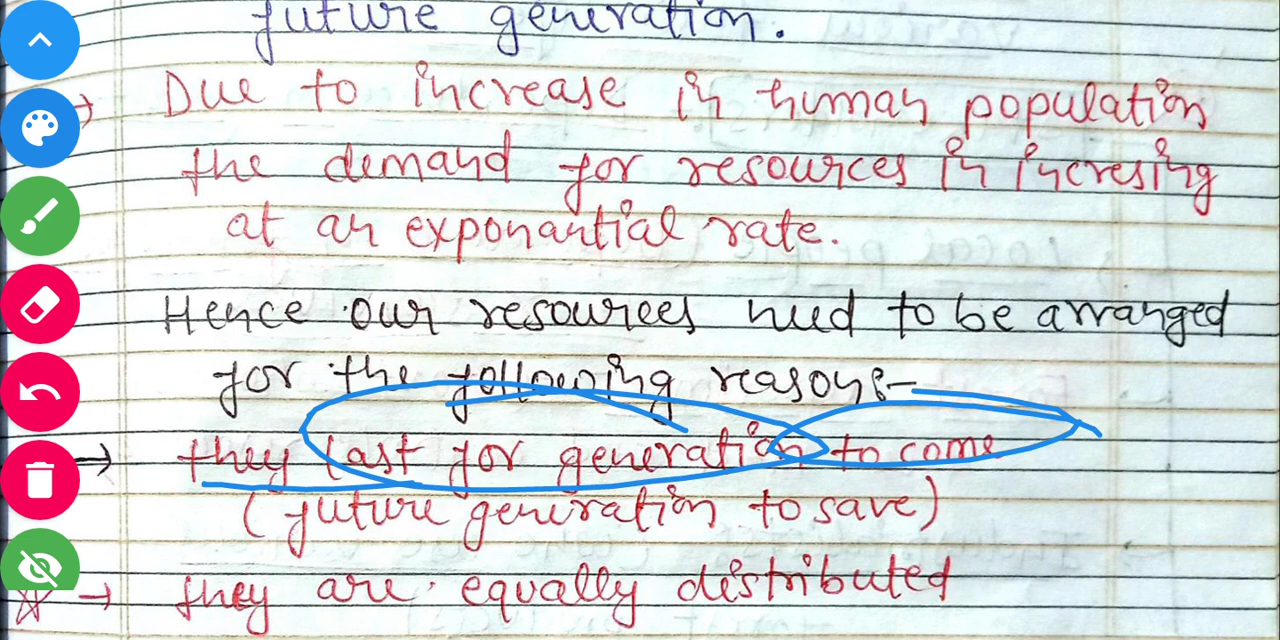 future generation.
→ Due to increase in human population
the demand for resources in incresing
at an exponantial rate.
Hence our resources need to be arranged
for the following reason:-
→ they last for generation to come
(future generation to save)
→ they are equally distributed